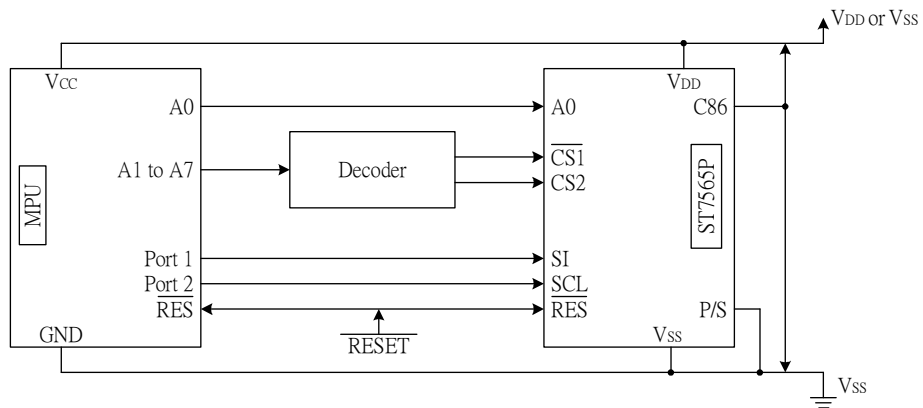 VDD or VSS
VCC
A0
A1 to A7
MPU
Port 1
Port 2
RES
GND
Decoder
RESET
VDD
A0
C86
CS1
CS2
ST7565P
SI
SCL
RES
P/S
VSS
VSS